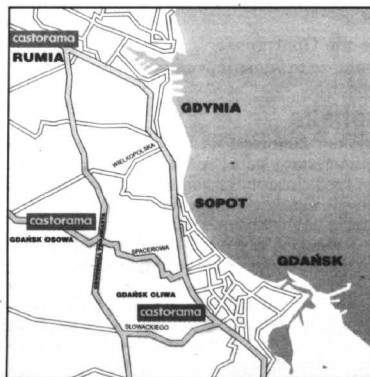 castorama
RUMIA
GDYNIA
WIELKOPOLSKA
SOPOT
castorama
GDAŃSK OSOWA
SPACEROWA
GDAŃSK
GDAŃSK OLIWA
castorama
SŁOWACKIEGO